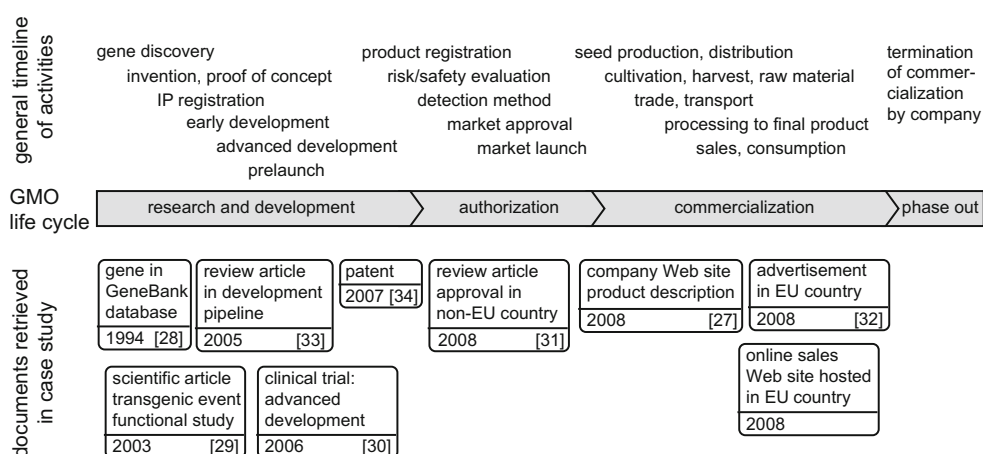 general timeline
of activities
gene discovery
invention, proof of concept
IP registration
early development
advanced development
prelaunch
product registration
risk/safety evaluation
detection method
market approval
market launch
seed production, distribution
cultivation, harvest, raw material
trade, transport
processing to final product
sales, consumption
termination
of commer-
cialization
by company
GMO
life cycle
research and development
authorization
commercialization
phase out
documents retrieved
in case study
gene in
GeneBank
database
1994 [28]
review article
in development
pipeline
2005 [33]
patent
2007 [34]
review article
approval in
non-EU country
2008 [31]
company Web site
product description
2008 [27]
advertisement
in EU country
2008 [32]
scientific article
transgenic event
functional study
2003 [29]
clinical trial:
advanced
development
2006 [30]
online sales
Web site hosted
in EU country
2008